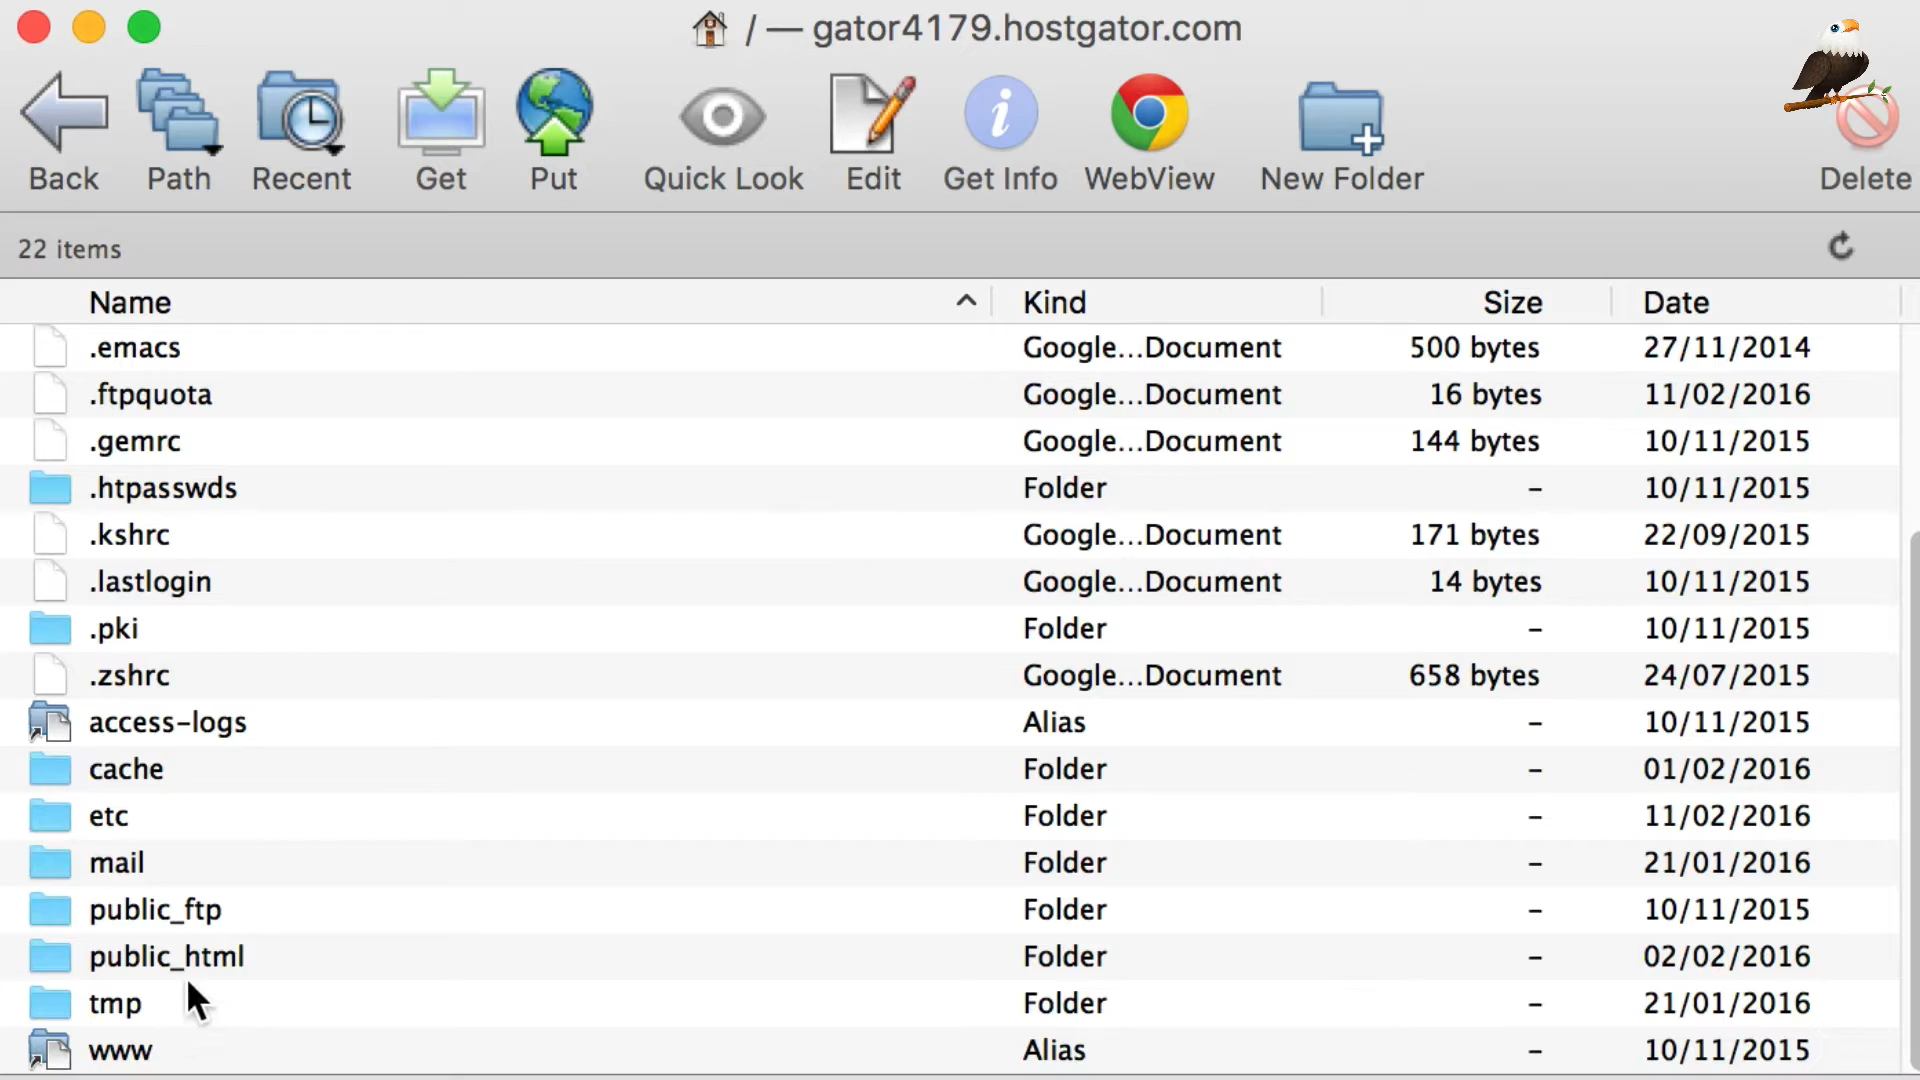 / — gator4179.hostgator.com
Back Path Recent Get Put Quick Look Edit Get Info WebView New Folder Delete
22 items
Name Kind Size Date
.emacs Google...Document 500 bytes 27/11/2014
.ftpquota Google...Document 16 bytes 11/02/2016
.gemrc Google...Document 144 bytes 10/11/2015
.htpasswds Folder – 10/11/2015
.kshrc Google...Document 171 bytes 22/09/2015
.lastlogin Google...Document 14 bytes 10/11/2015
.pki Folder – 10/11/2015
.zshrc Google...Document 658 bytes 24/07/2015
access-logs Alias – 10/11/2015
cache Folder – 01/02/2016
etc Folder – 11/02/2016
mail Folder – 21/01/2016
public_ftp Folder – 10/11/2015
public_html Folder – 02/02/2016
tmp Folder – 21/01/2016
www Alias – 10/11/2015